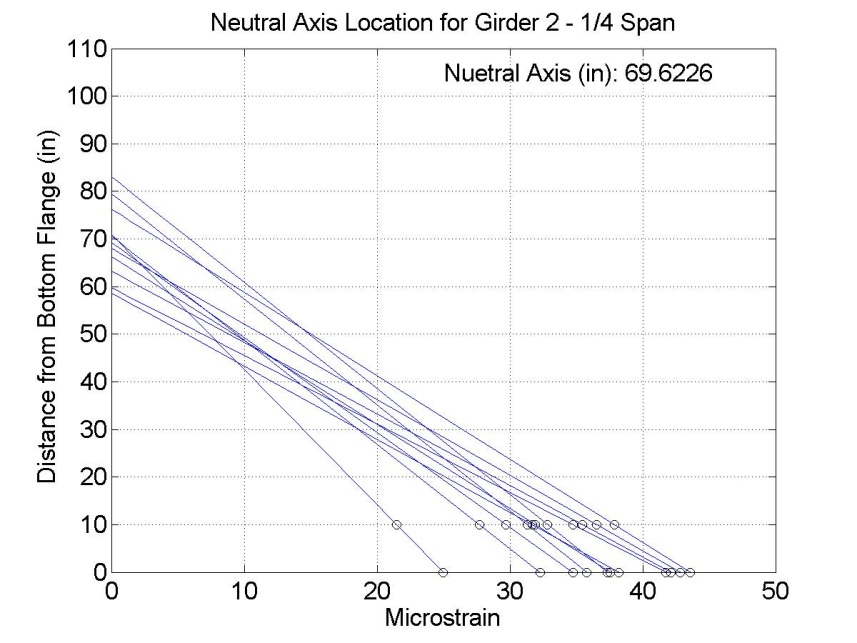 Neutral Axis Location for Girder 2 - 1/4 Span
Nuetral Axis (in): 69.6226
Distance from Bottom Flange (in)
110
100
90
80
70
60
50
40
30
20
10
0
0 10 20 30 40 50
Microstrain